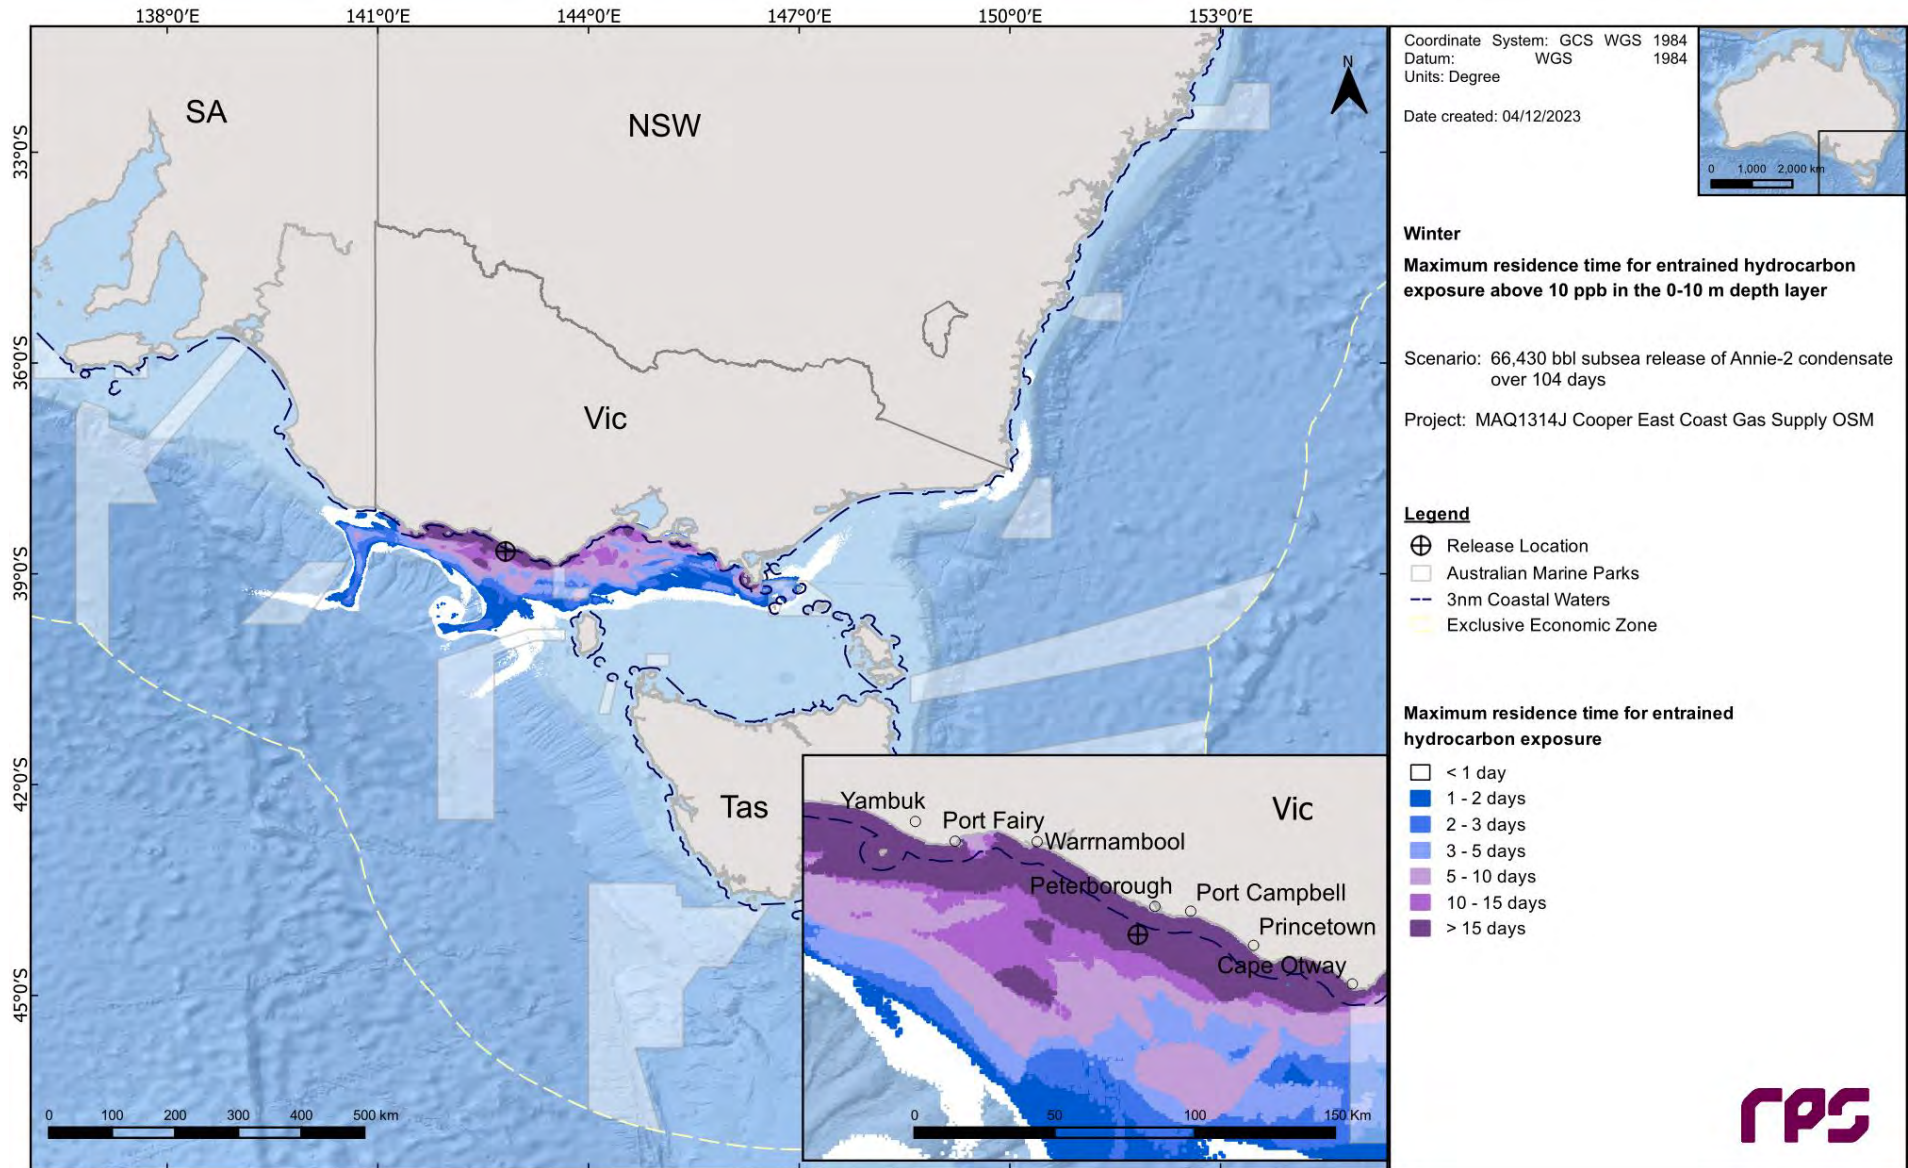 138°0'E 141°0'E 144°0'E 147°0'E 150°0'E 153°0'E
33°0'S
36°0'S
39°0'S
42°0'S
45°0'S
SA
NSW
Vic
Tas
N
0 100 200 300 400 500 km
Yambuk
Port Fairy
Warrnambool
Vic
Peterborough
Port Campbell
Princetown
Cape Otway
0 50 100 150 Km
Coordinate System: GCS WGS 1984
Datum: WGS 1984
Units: Degree
Date created: 04/12/2023
0 1,000 2,000 km
Winter
Maximum residence time for entrained hydrocarbon
exposure above 10 ppb in the 0-10 m depth layer
Scenario: 66,430 bbl subsea release of Annie-2 condensate
over 104 days
Project: MAQ1314J Cooper East Coast Gas Supply OSM
Legend
Release Location
Australian Marine Parks
3nm Coastal Waters
Exclusive Economic Zone
Maximum residence time for entrained
hydrocarbon exposure
< 1 day
1 - 2 days
2 - 3 days
3 - 5 days
5 - 10 days
10 - 15 days
> 15 days
rps